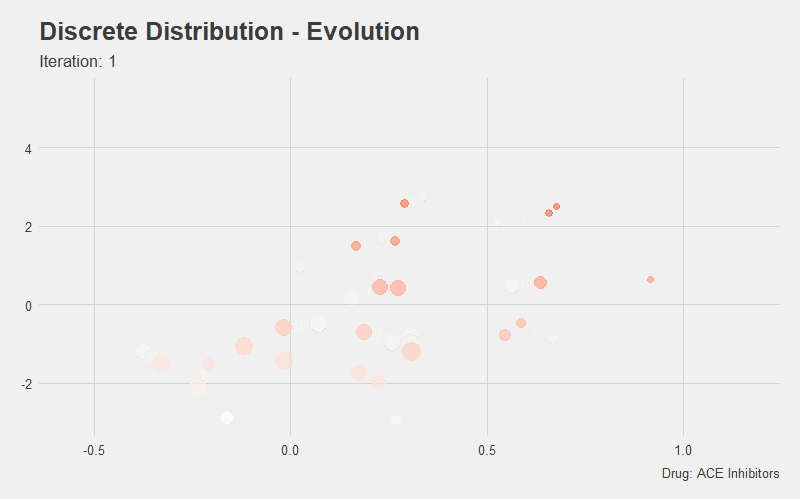 Discrete Distribution - Evolution
Iteration: 1
4
2
0
-2
-0.5 0.0 0.5 1.0
Drug: ACE Inhibitors